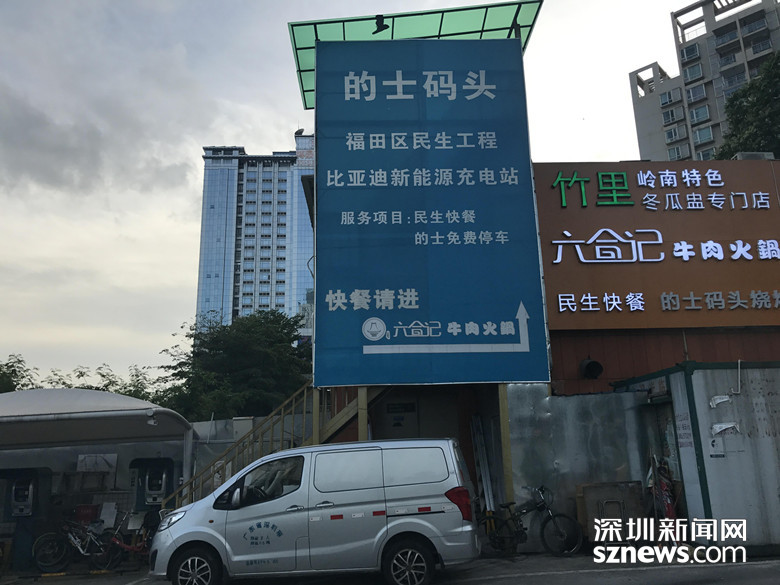 的士码头
福田区民生工程
比亚迪新能源充电站
服务项目：民生快餐
的士免费停车
快餐请进
六合记 牛肉火鍋
竹里 岭南特色
冬瓜盅专门店
六合记 牛肉火鍋
民生快餐 的士码头烧
深圳新闻网
sznews.com